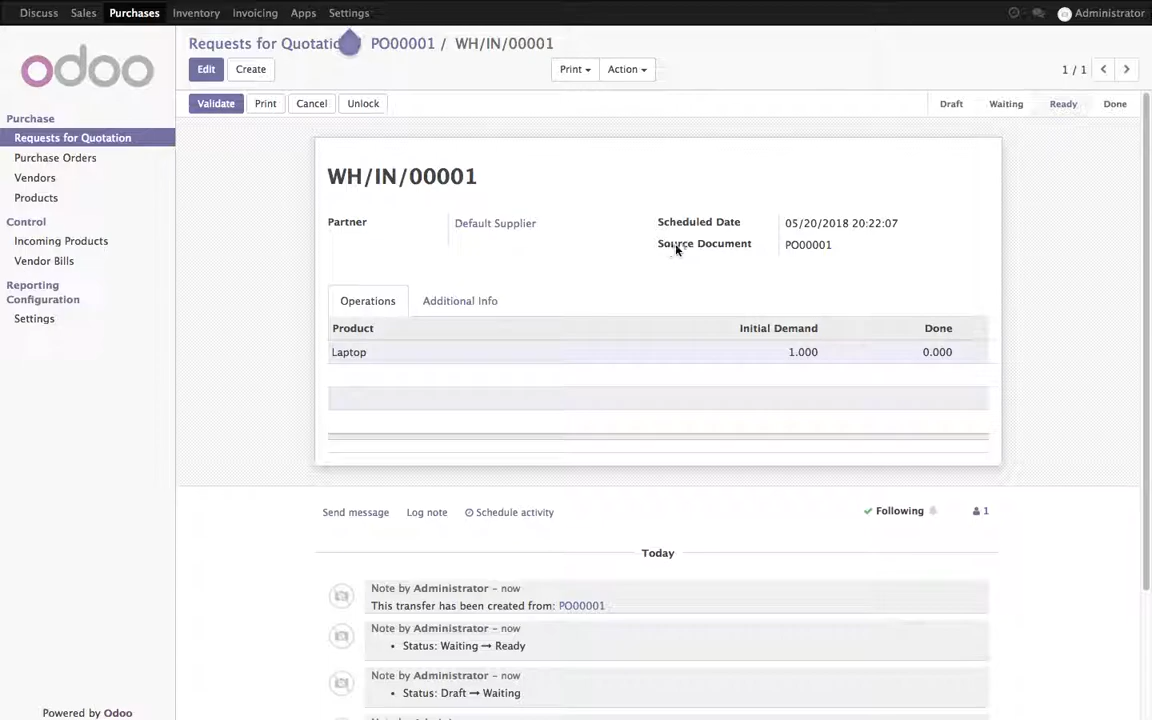 Discuss Sales Purchases Inventory Invoicing Apps Settings Administrator
Requests for Quotatio PO00001 / WH/IN/00001
Edit Create Print Action 1 / 1
Validate Print Cancel Unlock Draft Waiting Ready Done
odoo
Purchase
Requests for Quotation
Purchase Orders
Vendors
Products
Control
Incoming Products
Vendor Bills
Reporting
Configuration
Settings
WH/IN/00001
Partner Default Supplier Scheduled Date 05/20/2018 20:22:07
Source Document PO00001
Operations Additional Info
Product Initial Demand Done
Laptop 1.000 0.000
Send message Log note Schedule activity Following 1
Today
Note by Administrator – now
This transfer has been created from: PO00001
Note by Administrator – now
• Status: Waiting → Ready
Note by Administrator – now
• Status: Draft → Waiting
Powered by Odoo